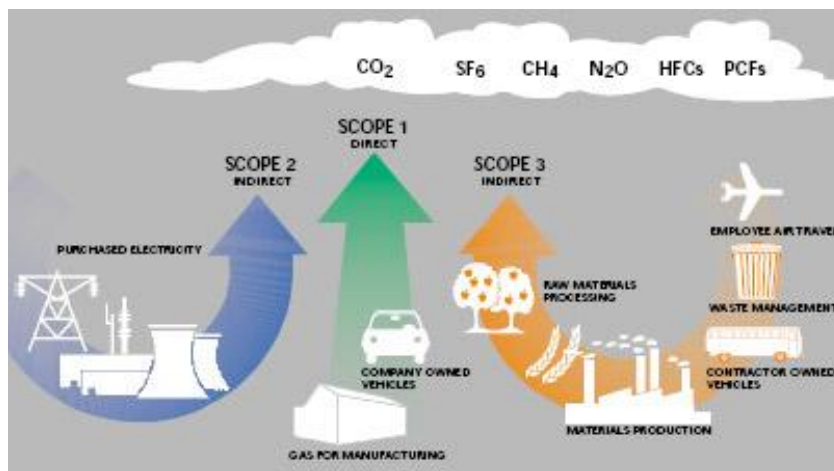 CO2 SF6 CH4 N2O HFCs PCFs
SCOPE 1
DIRECT
SCOPE 2
INDIRECT
SCOPE 3
INDIRECT
PURCHASED ELECTRICITY
EMPLOYEE AIR TRAVEL
RAW MATERIALS
PROCESSING
WASTE MANAGEMENT
COMPANY OWNED
VEHICLES
CONTRACTOR OWNED
VEHICLES
MATERIALS PRODUCTION
GAS FOR MANUFACTURING